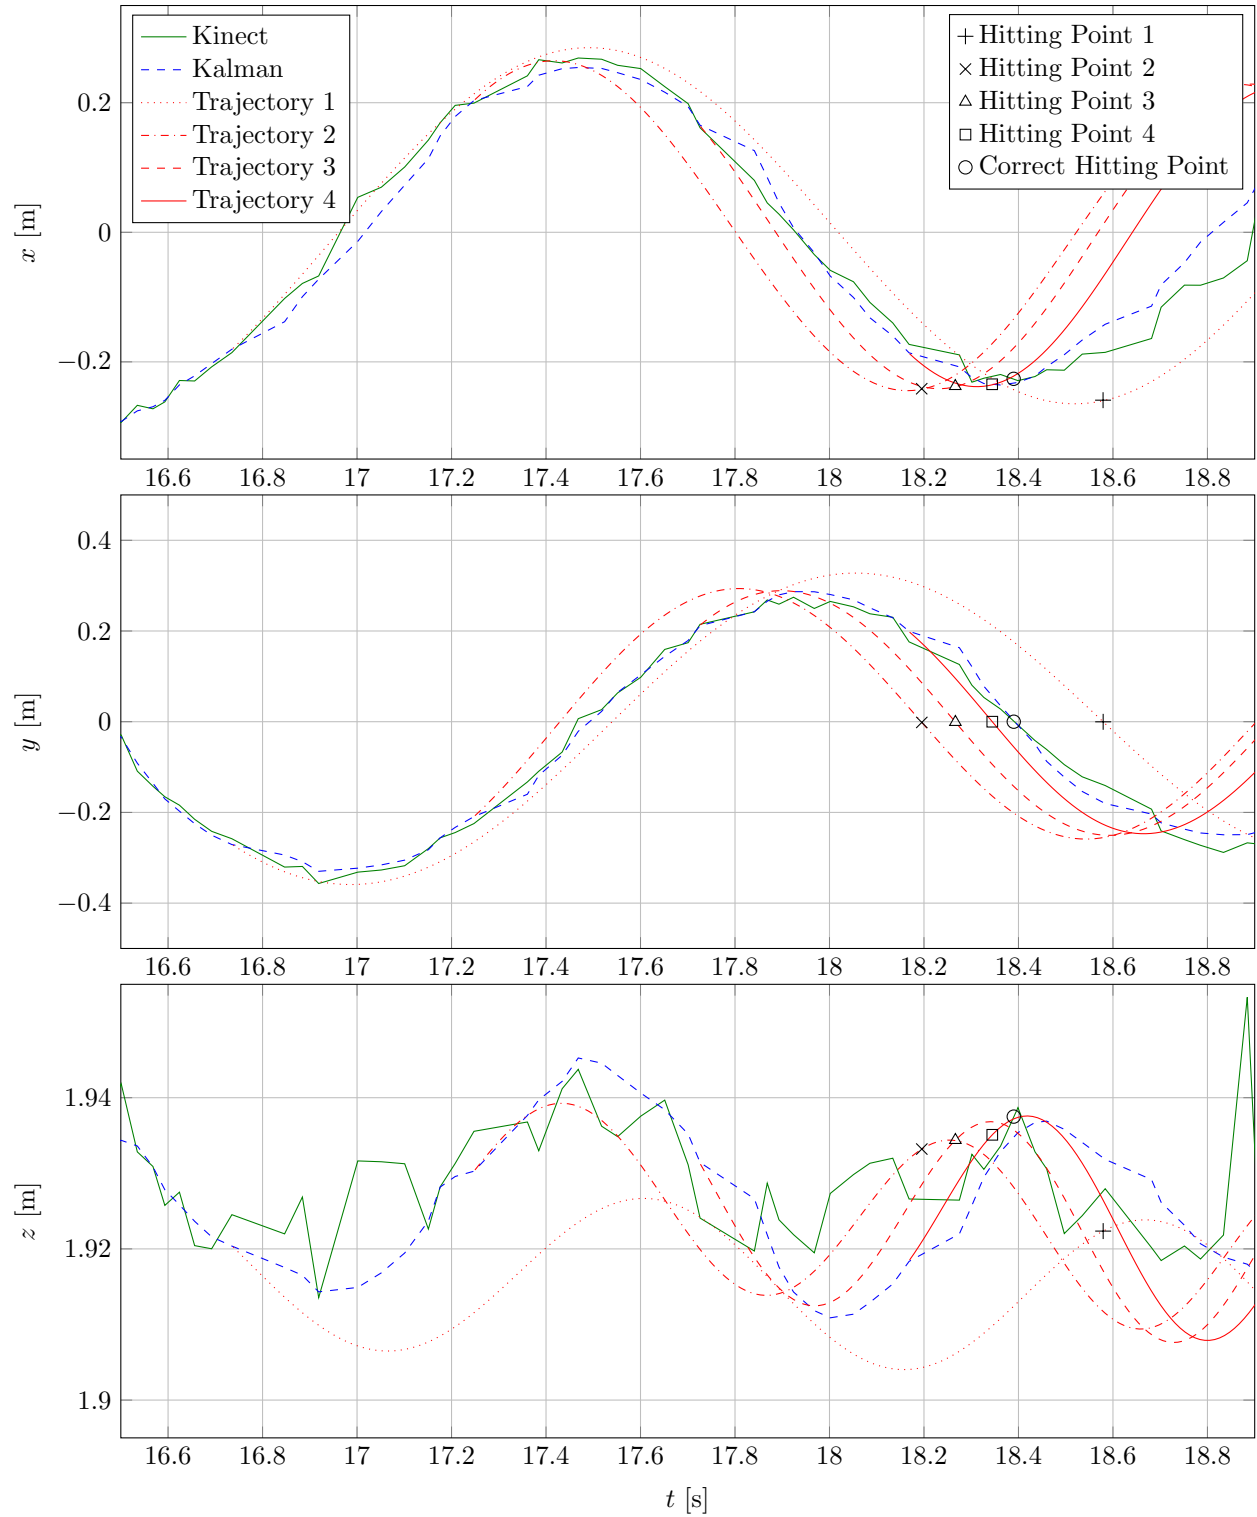 Kinect
Kalman
Trajectory 1
Trajectory 2
Trajectory 3
Trajectory 4
+ Hitting Point 1
× Hitting Point 2
△ Hitting Point 3
□ Hitting Point 4
○ Correct Hitting Point
0.2
0
−0.2
x [m]
16.6 16.8 17 17.2 17.4 17.6 17.8 18 18.2 18.4 18.6 18.8
0.4
0.2
0
−0.2
−0.4
y [m]
16.6 16.8 17 17.2 17.4 17.6 17.8 18 18.2 18.4 18.6 18.8
1.94
1.92
1.9
z [m]
16.6 16.8 17 17.2 17.4 17.6 17.8 18 18.2 18.4 18.6 18.8
t [s]